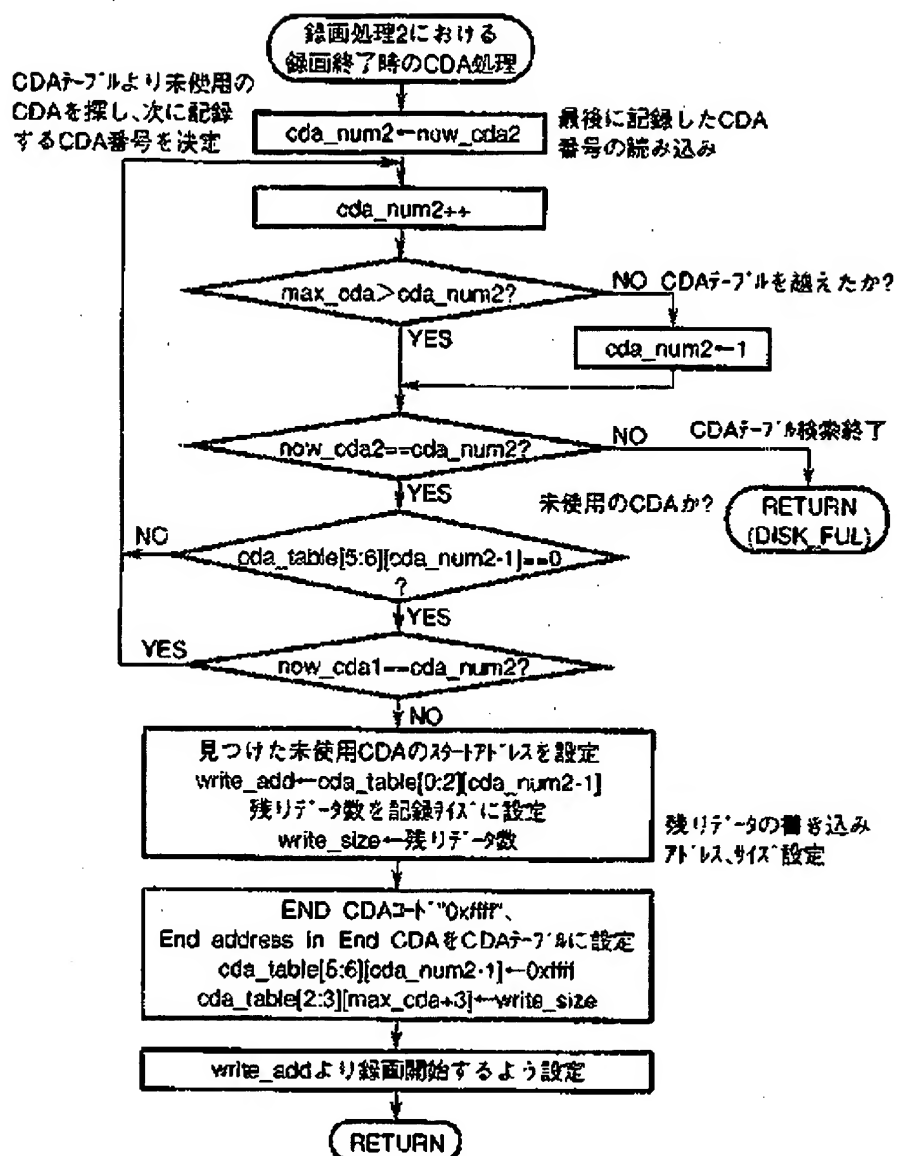 録画処理2における
録画終了時のCDA処理
CDAテーブルより未使用の
CDAを探し、次に記録
するCDA番号を決定
cda_num2←now_cda2
最後に記録したCDA
番号の読み込み
cda_num2++
max_cda>cda_num2?
NO
CDAテーブルを越えたか?
YES
cda_num2←1
now_cda2==cda_num2?
NO
CDAテーブル検索終了
YES
未使用のCDAか?
RETURN
(DISK_FUL)
NO
cda_table[5:6][cda_num2-1]==0
?
YES
YES
now_cda1==cda_num2?
NO
見つけた未使用CDAのスタートアドレスを設定
write_add←cda_table[0:2][cda_num2-1]
残りデータ数を記録サイズに設定
write_size←残りデータ数
残りデータの書き込み
アドレス、サイズ設定
END CDAコード"0xffff"、
End address in End CDAをCDAテーブルに設定
cda_table[5:6][cda_num2-1]←0xffff
cda_table[2:3][max_cda+3]←write_size
write_addより録画開始するよう設定
RETURN